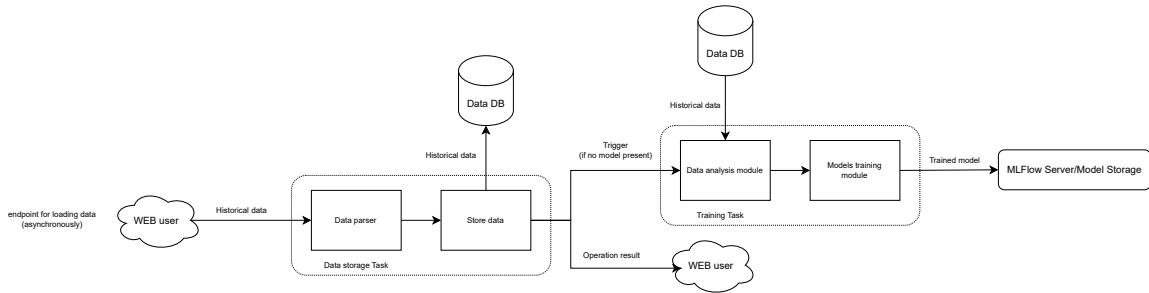 endpoint for loading data
(asynchronously)
WEB user
Historical data
Data parser
Store data
Data storage Task
Historical data
Data DB
Trigger
(if no model present)
Operation result
WEB user
Data DB
Historical data
Data analysis module
Models training
module
Training Task
Trained model
MLFlow Server/Model Storage